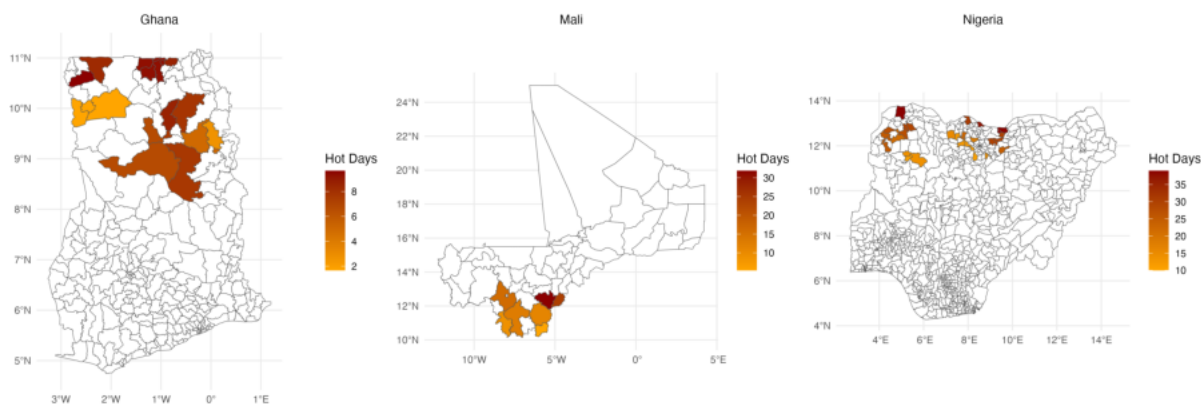 Ghana
11°N
10°N
9°N
8°N
7°N
6°N
5°N
3°W 2°W 1°W 0° 1°E
Hot Days
8
6
4
2
Mali
24°N
22°N
20°N
18°N
16°N
14°N
12°N
10°N
10°W 5°W 0° 5°E
Hot Days
30
25
20
15
10
Nigeria
14°N
12°N
10°N
8°N
6°N
4°N
4°E 6°E 8°E 10°E 12°E 14°E
Hot Days
35
30
25
20
15
10